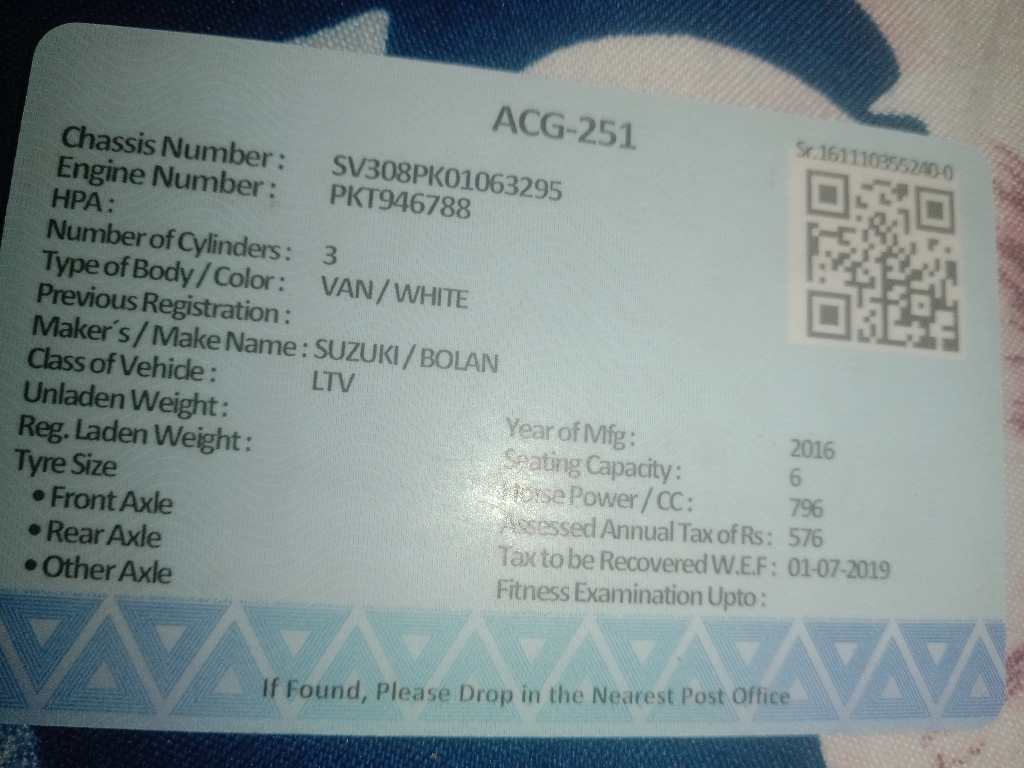 ACG-251
Sr.161110355240-0
Chassis Number : SV308PK01063295
Engine Number : PKT946788
HPA :
Number of Cylinders : 3
Type of Body / Color : VAN / WHITE
Previous Registration :
Maker´s / Make Name : SUZUKI / BOLAN
Class of Vehicle : LTV
Unladen Weight :
Reg. Laden Weight :
Tyre Size
• Front Axle
• Rear Axle
• Other Axle
Year of Mfg : 2016
Seating Capacity : 6
Horse Power / CC : 796
Assessed Annual Tax of Rs : 576
Tax to be Recovered W.E.F : 01-07-2019
Fitness Examination Upto :
If Found, Please Drop in the Nearest Post Office